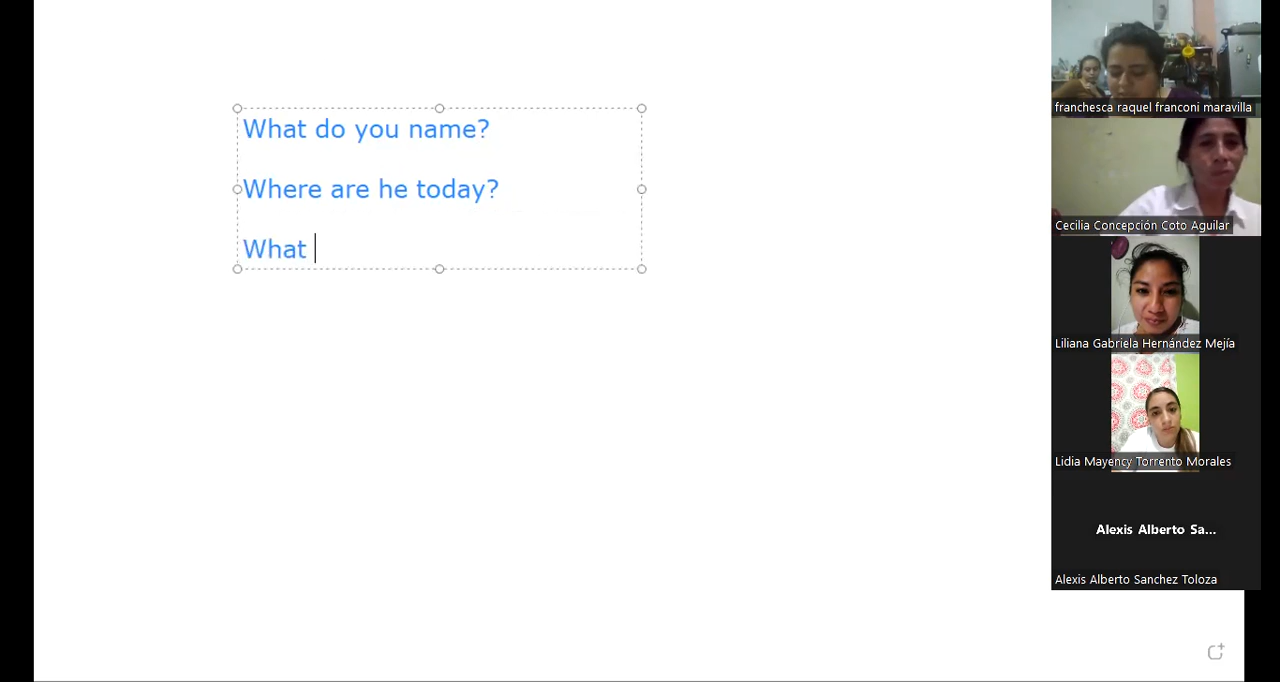 What do you name?
Where are he today?
What
franchesca raquel franconi maravilla
Cecilia Concepción Coto Aguilar
Liliana Gabriela Hernández Mejía
Lidia Mayency Torrento Morales
Alexis Alberto Sa...
Alexis Alberto Sanchez Toloza